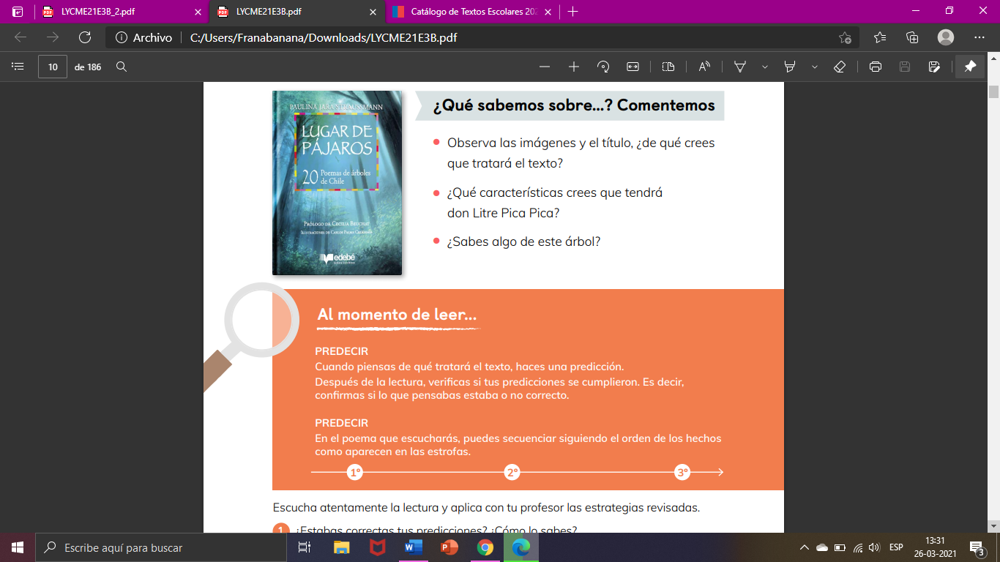 LYCME21E3B_2.pdf
LYCME21E3B.pdf
Catálogo de Textos Escolares 202
Archivo
C:/Users/Franabanana/Downloads/LYCME21E3B.pdf
10
de 186
PAULINA JARA STRAUSSMANN
LUGAR DE
PÁJAROS
20 Poemas de árboles
de Chile
PRÓLOGO DE CECILIA BEUCHAT
ILUSTRACIONES DE CARLOS PALMA
edebé
¿Qué sabemos sobre...? Comentemos
Observa las imágenes y el título, ¿de qué crees
que tratará el texto?
¿Qué características crees que tendrá
don Litre Pica Pica?
¿Sabes algo de este árbol?
Al momento de leer...
PREDECIR
Cuando piensas de qué tratará el texto, haces una predicción.
Después de la lectura, verificas si tus predicciones se cumplieron. Es decir,
confirmas si lo que pensabas estaba o no correcto.
PREDECIR
En el poema que escucharás, puedes secuenciar siguiendo el orden de los hechos
como aparecen en las estrofas.
1° 2° 3°
Escucha atentamente la lectura y aplica con tu profesor las estrategias revisadas.
1 ¿Estabas correctas tus predicciones? ¿Cómo lo sabes?
Escribe aquí para buscar
ESP
13:31
26-03-2021
3